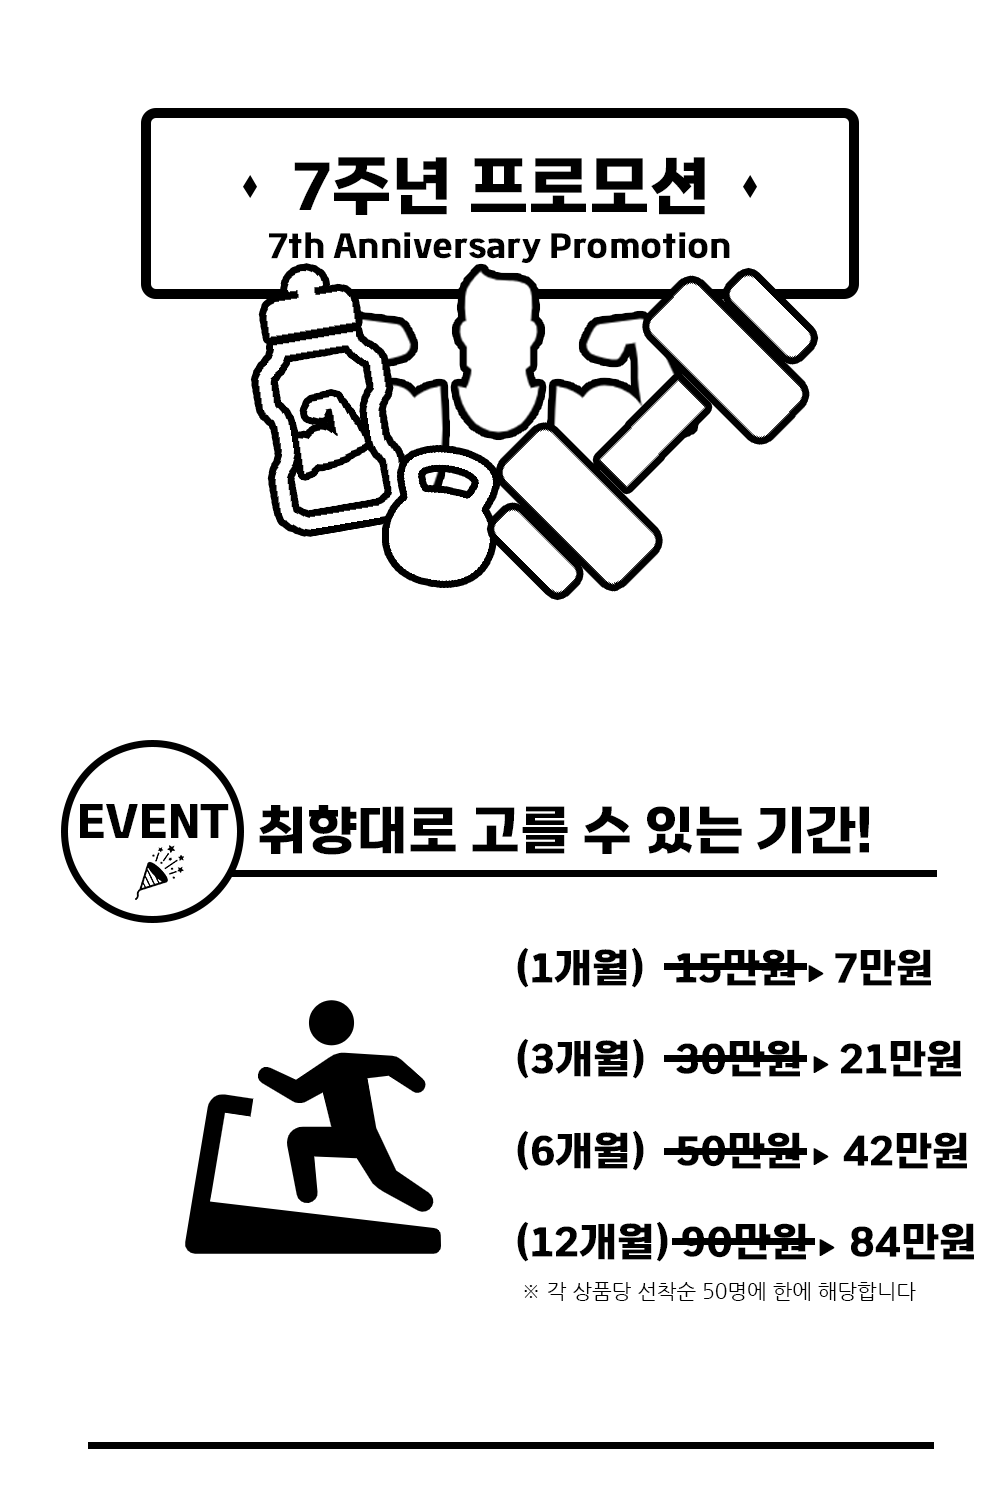 7주년 프로모션
7th Anniversary Promotion
EVENT
취향대로 고를 수 있는 기간!
(1개월) 15만원 ▶ 7만원
(3개월) 30만원 ▶ 21만원
(6개월) 50만원 ▶ 42만원
(12개월) 90만원 ▶ 84만원
※ 각 상품당 선착순 50명에 한에 해당합니다